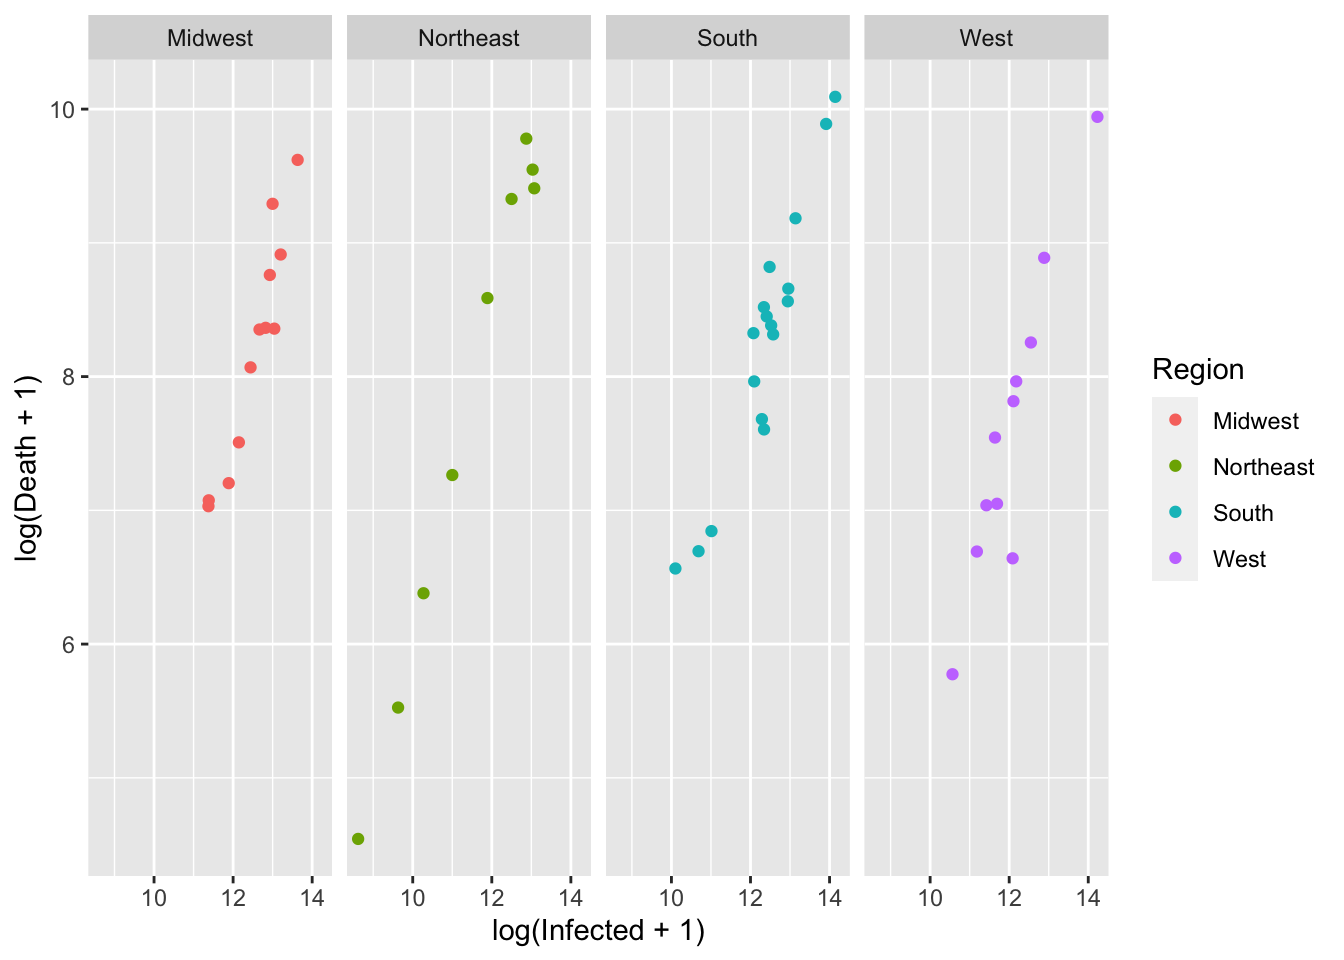 Midwest Northeast South West
10
8
6
log(Death + 1)
10 12 14 10 12 14 10 12 14 10 12 14
log(Infected + 1)
Region
Midwest
Northeast
South
West